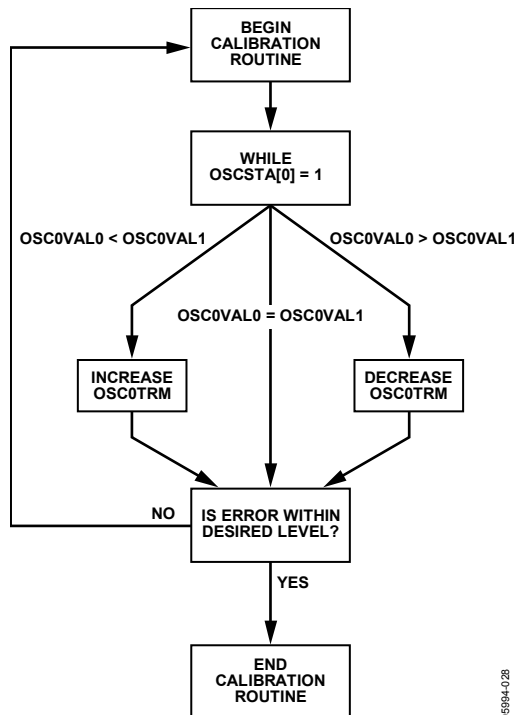 BEGIN
CALIBRATION
ROUTINE
WHILE
OSCSTA[0] = 1
OSC0VAL0 < OSC0VAL1
OSC0VAL0 > OSC0VAL1
OSC0VAL0 = OSC0VAL1
INCREASE
OSC0TRM
DECREASE
OSC0TRM
NO
IS ERROR WITHIN
DESIRED LEVEL?
YES
END
CALIBRATION
ROUTINE
05994-028